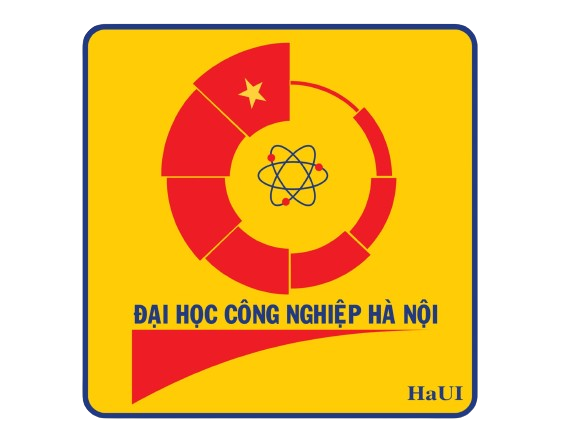 ĐẠI HỌC CÔNG NGHIỆP HÀ NỘI
HaUI